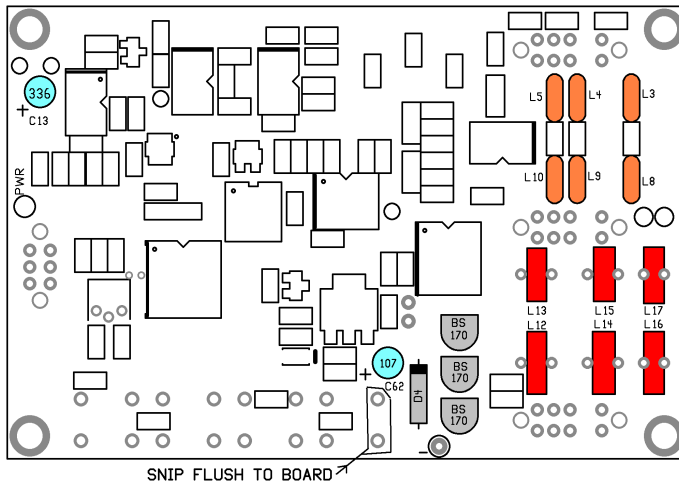 L5
L4
L3
336
+
C13
PWR
L10
L9
L8
L13
L15
L17
L12
L14
L16
BS
170
BS
170
BS
170
107
+
C62
D4
-
SNIP FLUSH TO BOARD